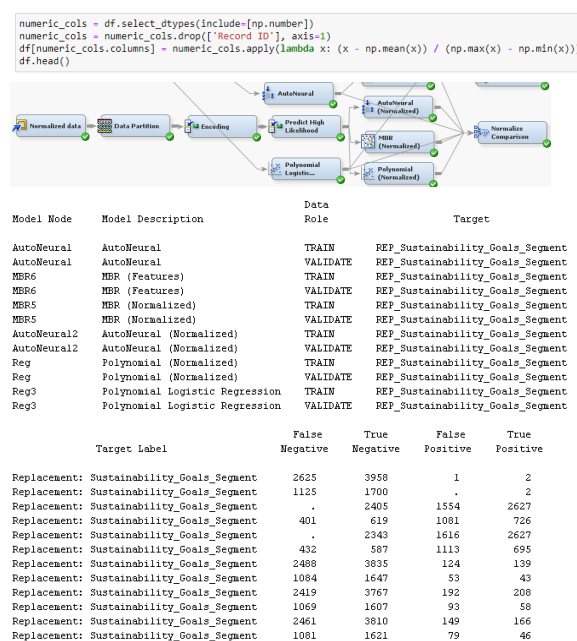 numeric_cols = df.select_dtypes(include=[np.number])
numeric_cols = numeric_cols.drop(['Record ID'], axis=1)
df[numeric_cols.columns] = numeric_cols.apply(lambda x: (x - np.mean(x)) / (np.max(x) - np.min(x)))
df.head()
AutoNeural
AutoNeural (Normalized)
Normalized data
Data Partition
Encoding
Predict High Likelihood
MBR (Normalized)
Normalize Comparison
Polynomial Logistic...
Polynomial (Normalized)
Data
Model Node Model Description Role Target
AutoNeural AutoNeural TRAIN REP_Sustainability_Goals_Segment
AutoNeural AutoNeural VALIDATE REP_Sustainability_Goals_Segment
MBR6 MBR (Features) TRAIN REP_Sustainability_Goals_Segment
MBR6 MBR (Features) VALIDATE REP_Sustainability_Goals_Segment
MBR5 MBR (Normalized) TRAIN REP_Sustainability_Goals_Segment
MBR5 MBR (Normalized) VALIDATE REP_Sustainability_Goals_Segment
AutoNeural2 AutoNeural (Normalized) TRAIN REP_Sustainability_Goals_Segment
AutoNeural2 AutoNeural (Normalized) VALIDATE REP_Sustainability_Goals_Segment
Reg Polynomial (Normalized) TRAIN REP_Sustainability_Goals_Segment
Reg Polynomial (Normalized) VALIDATE REP_Sustainability_Goals_Segment
Reg3 Polynomial Logistic Regression TRAIN REP_Sustainability_Goals_Segment
Reg3 Polynomial Logistic Regression VALIDATE REP_Sustainability_Goals_Segment
False True False True
Target Label Negative Negative Positive Positive
Replacement: Sustainability_Goals_Segment 2625 3958 1 2
Replacement: Sustainability_Goals_Segment 1125 1700 . 2
Replacement: Sustainability_Goals_Segment . 2405 1554 2627
Replacement: Sustainability_Goals_Segment 401 619 1081 726
Replacement: Sustainability_Goals_Segment . 2343 1616 2627
Replacement: Sustainability_Goals_Segment 432 587 1113 695
Replacement: Sustainability_Goals_Segment 2488 3835 124 139
Replacement: Sustainability_Goals_Segment 1084 1647 53 43
Replacement: Sustainability_Goals_Segment 2419 3767 192 208
Replacement: Sustainability_Goals_Segment 1069 1607 93 58
Replacement: Sustainability_Goals_Segment 2461 3810 149 166
Replacement: Sustainability_Goals_Segment 1081 1621 79 46